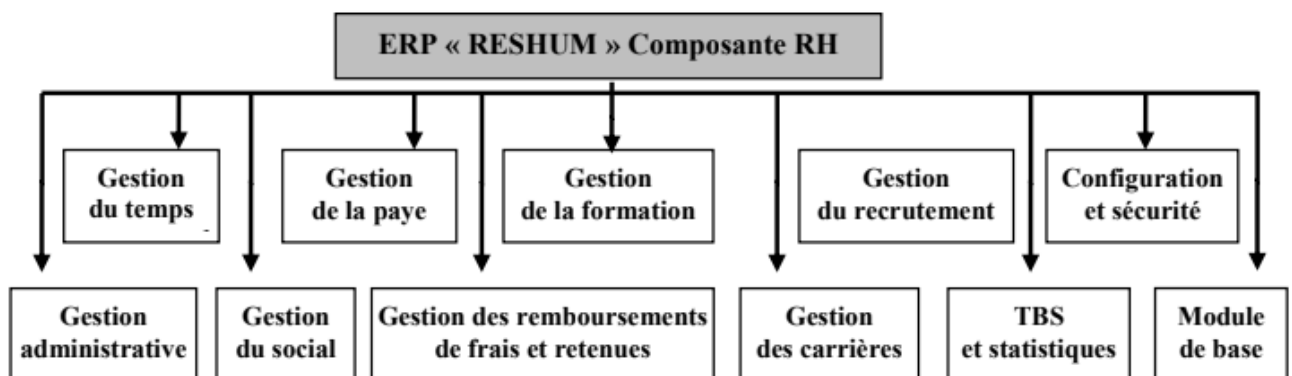 ERP « RESHUM » Composante RH
Gestion
du temps
Gestion
de la paye
Gestion
de la formation
Gestion
du recrutement
Configuration
et sécurité
Gestion
administrative
Gestion
du social
Gestion des remboursements
de frais et retenues
Gestion
des carrières
TBS
et statistiques
Module
de base